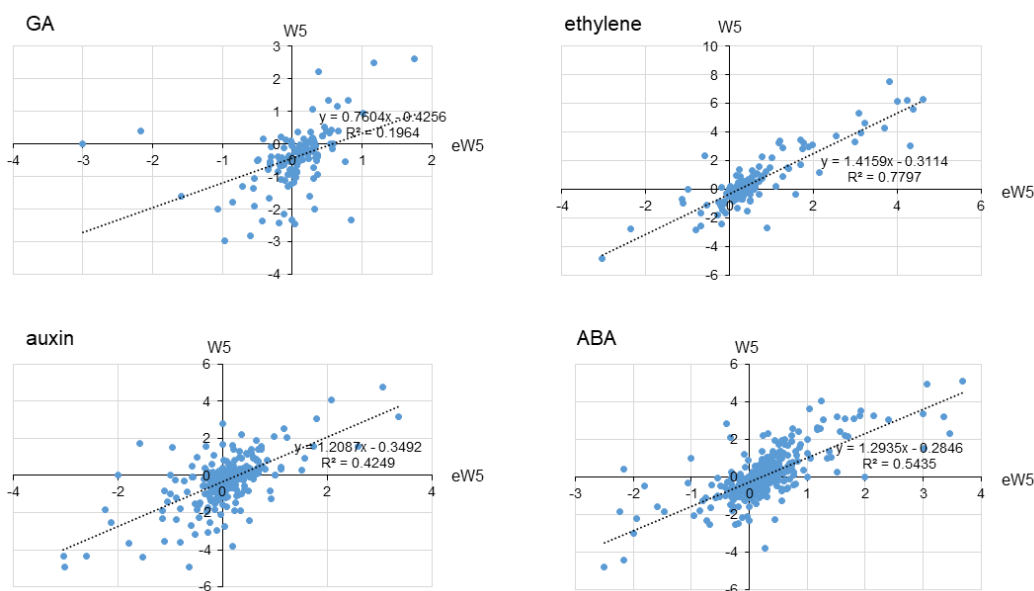 GA
W5
3
2
1
0
-1
-2
-3
-4
-4
-3
-2
-1
0
1
2
eW5
y = 0.7604x - 0.4256
R² = 0.1964
ethylene
W5
10
8
6
4
2
0
-2
-4
-6
-4
-2
0
2
4
6
eW5
y = 1.4159x - 0.3114
R² = 0.7797
auxin
W5
6
4
2
0
-2
-4
-6
-4
-2
0
2
4
eW5
y = 1.2087x - 0.3492
R² = 0.4249
ABA
W5
6
4
2
0
-2
-4
-6
-3
-2
-1
0
1
2
3
4
eW5
y = 1.2935x - 0.2846
R² = 0.5435